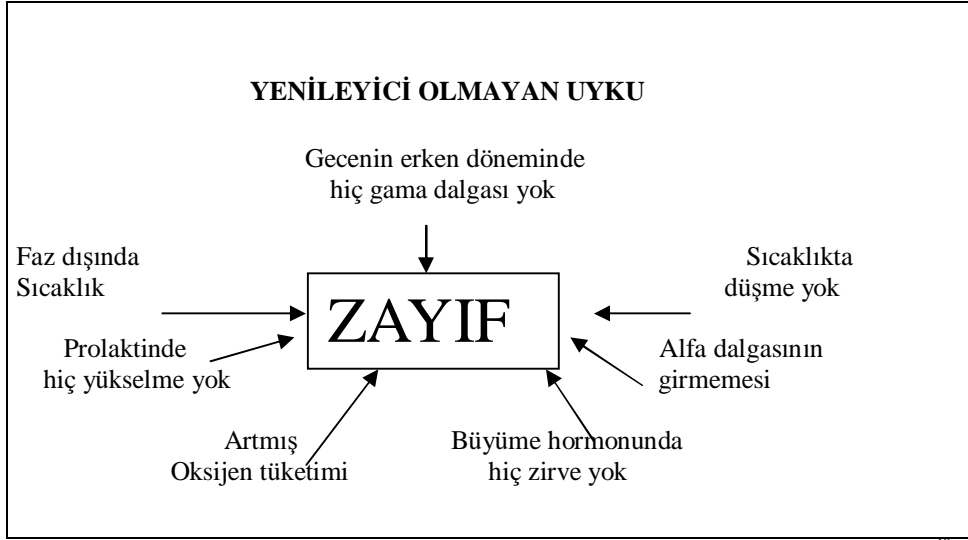 YENİLEYİCİ OLMAYAN UYKU
Gecenin erken döneminde
hiç gama dalgası yok
Faz dışında
Sıcaklık
Sıcaklıkta
düşme yok
ZAYIF
Prolaktinde
hiç yükselme yok
Alfa dalgasının
girmemesi
Artmış
Oksijen tüketimi
Büyüme hormonunda
hiç zirve yok